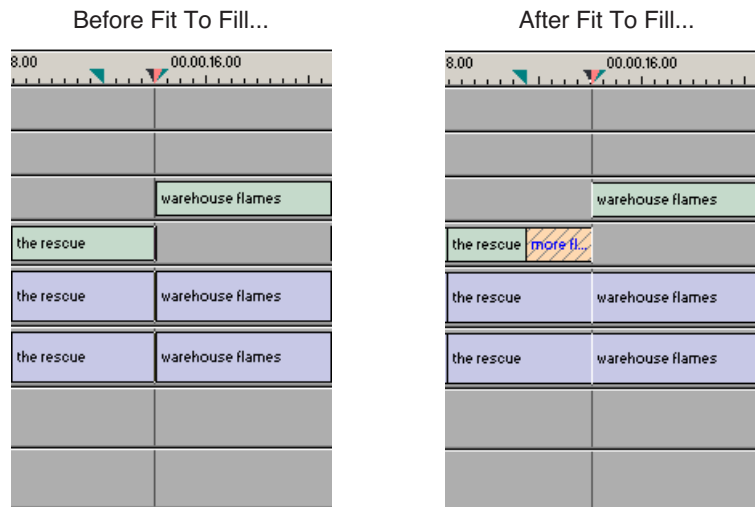 Before Fit To Fill...
8.00 00.00.16.00
warehouse flames
the rescue
the rescue warehouse flames
the rescue warehouse flames
After Fit To Fill...
8.00 00.00.16.00
warehouse flames
the rescue more fl...
the rescue warehouse flames
the rescue warehouse flames